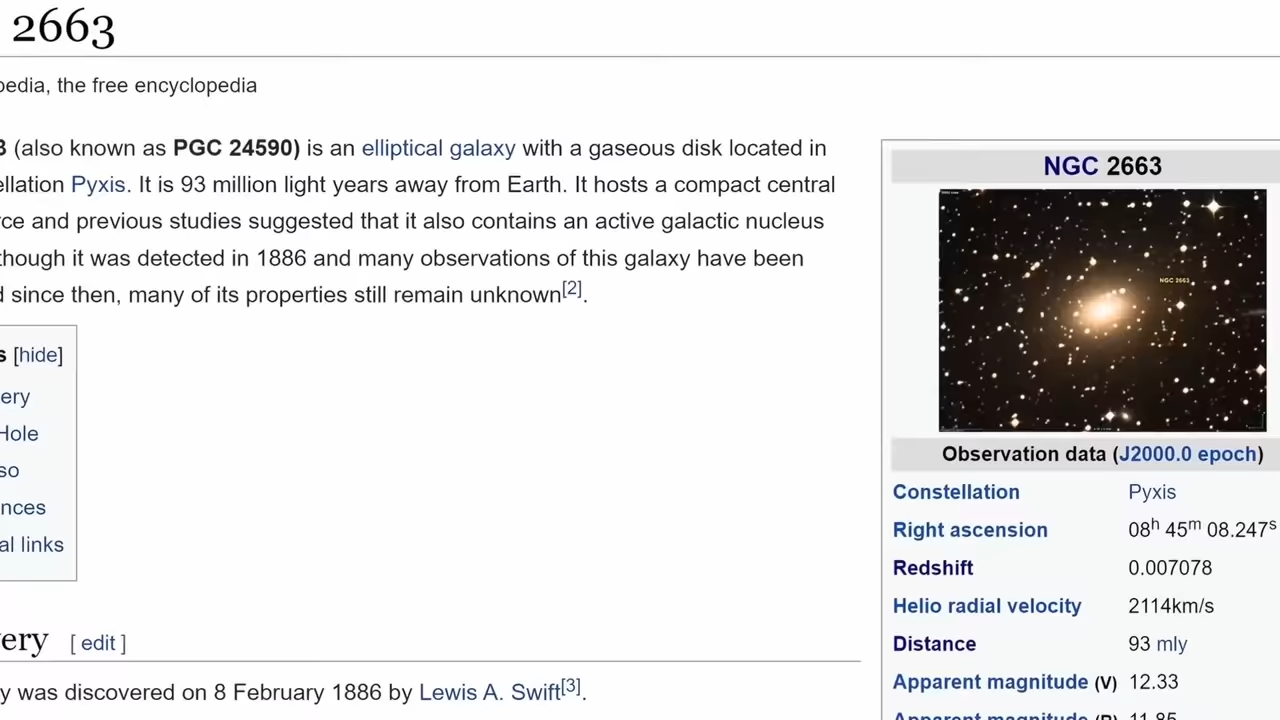 2663
pedia, the free encyclopedia
3 (also known as PGC 24590) is an elliptical galaxy with a gaseous disk located in
ellation Pyxis. It is 93 million light years away from Earth. It hosts a compact central
rce and previous studies suggested that it also contains an active galactic nucleus
though it was detected in 1886 and many observations of this galaxy have been
d since then, many of its properties still remain unknown[2].
s [hide]
ery
Hole
so
nces
al links
very [ edit ]
y was discovered on 8 February 1886 by Lewis A. Swift[3].
NGC 2663
NGC 2663
Observation data (J2000.0 epoch)
Constellation Pyxis
Right ascension 08h 45m 08.247s
Redshift 0.007078
Helio radial velocity 2114km/s
Distance 93 mly
Apparent magnitude (V) 12.33
Apparent magnitude (B) 11.85